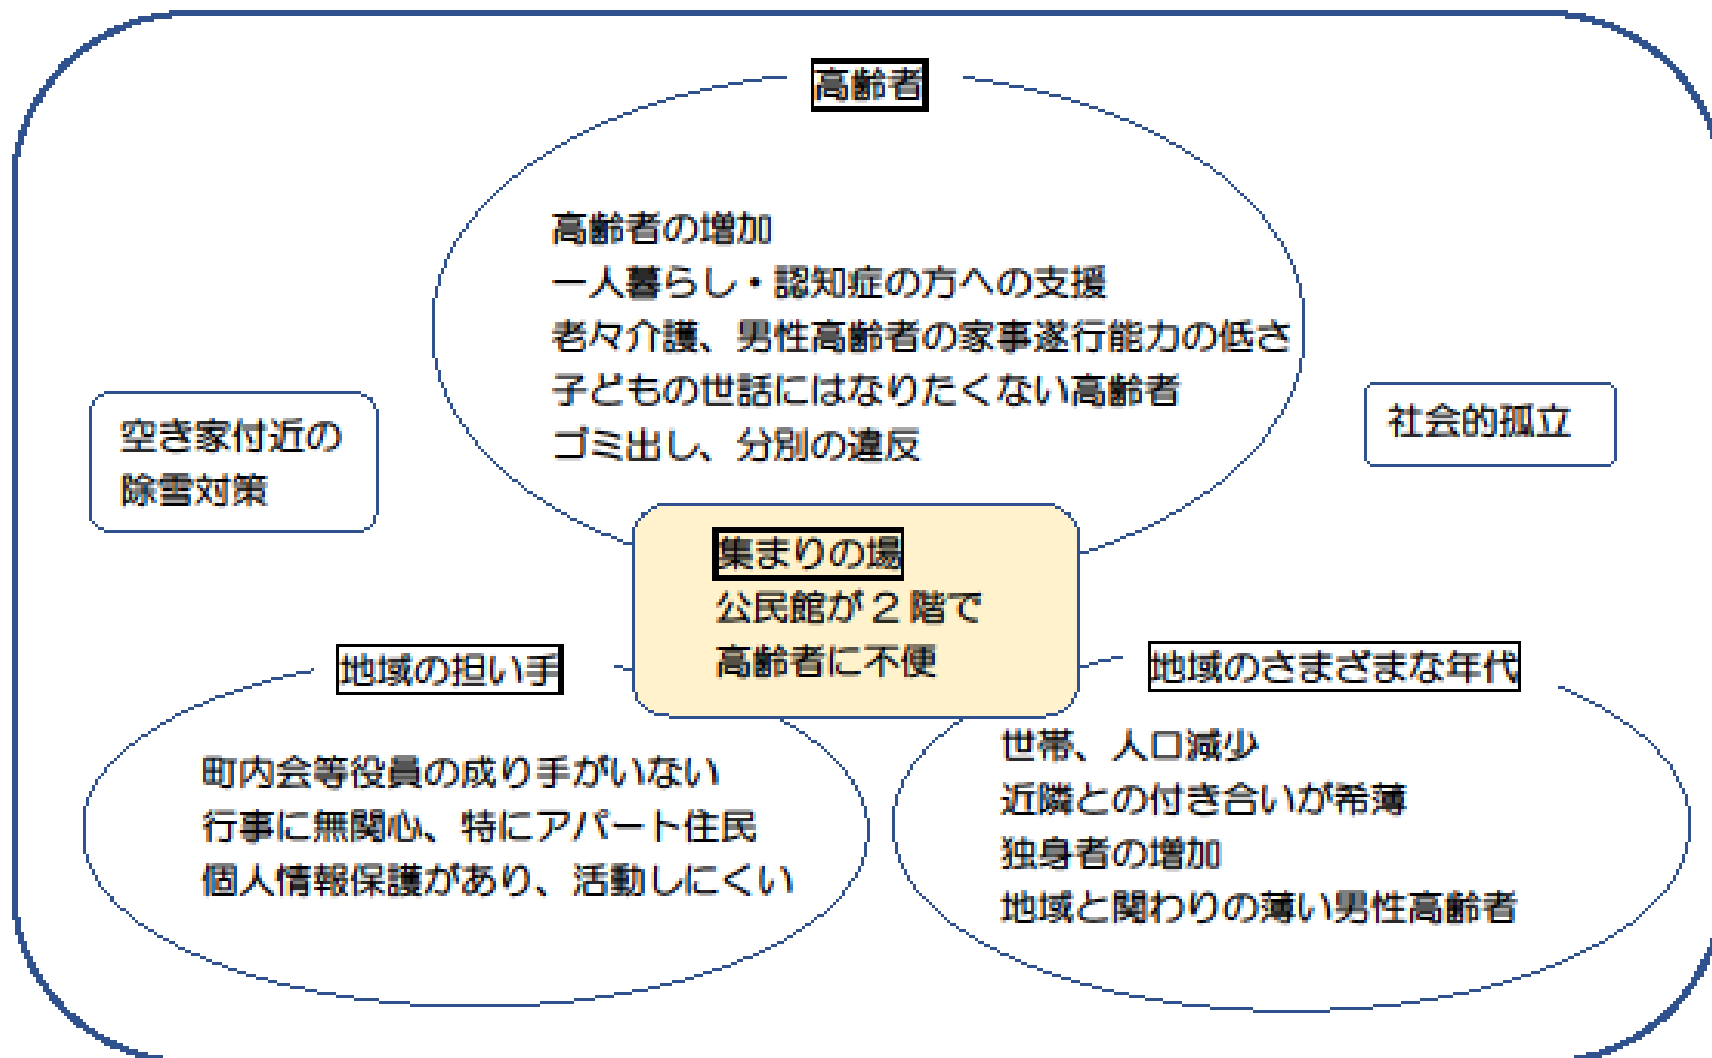 高齢者
高齢者の増加
一人暮らし・認知症の方への支援
老々介護、男性高齢者の家事遂行能力の低さ
子どもの世話にはなりたくない高齢者
ゴミ出し、分別の違反
空き家付近の
除雪対策
社会的孤立
集まりの場
公民館が2階で
高齢者に不便
地域の担い手
町内会等役員の成り手がいない
行事に無関心、特にアパート住民
個人情報保護があり、活動しにくい
地域のさまざまな年代
世帯、人口減少
近隣との付き合いが希薄
独身者の増加
地域と関わりの薄い男性高齢者